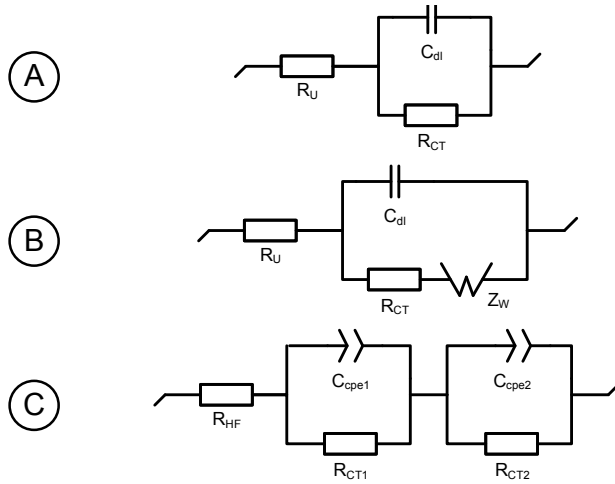 A
C_dl
R_U
R_CT
B
C_dl
R_U
R_CT Z_W
C
C_cpe1 C_cpe2
R_HF
R_CT1 R_CT2